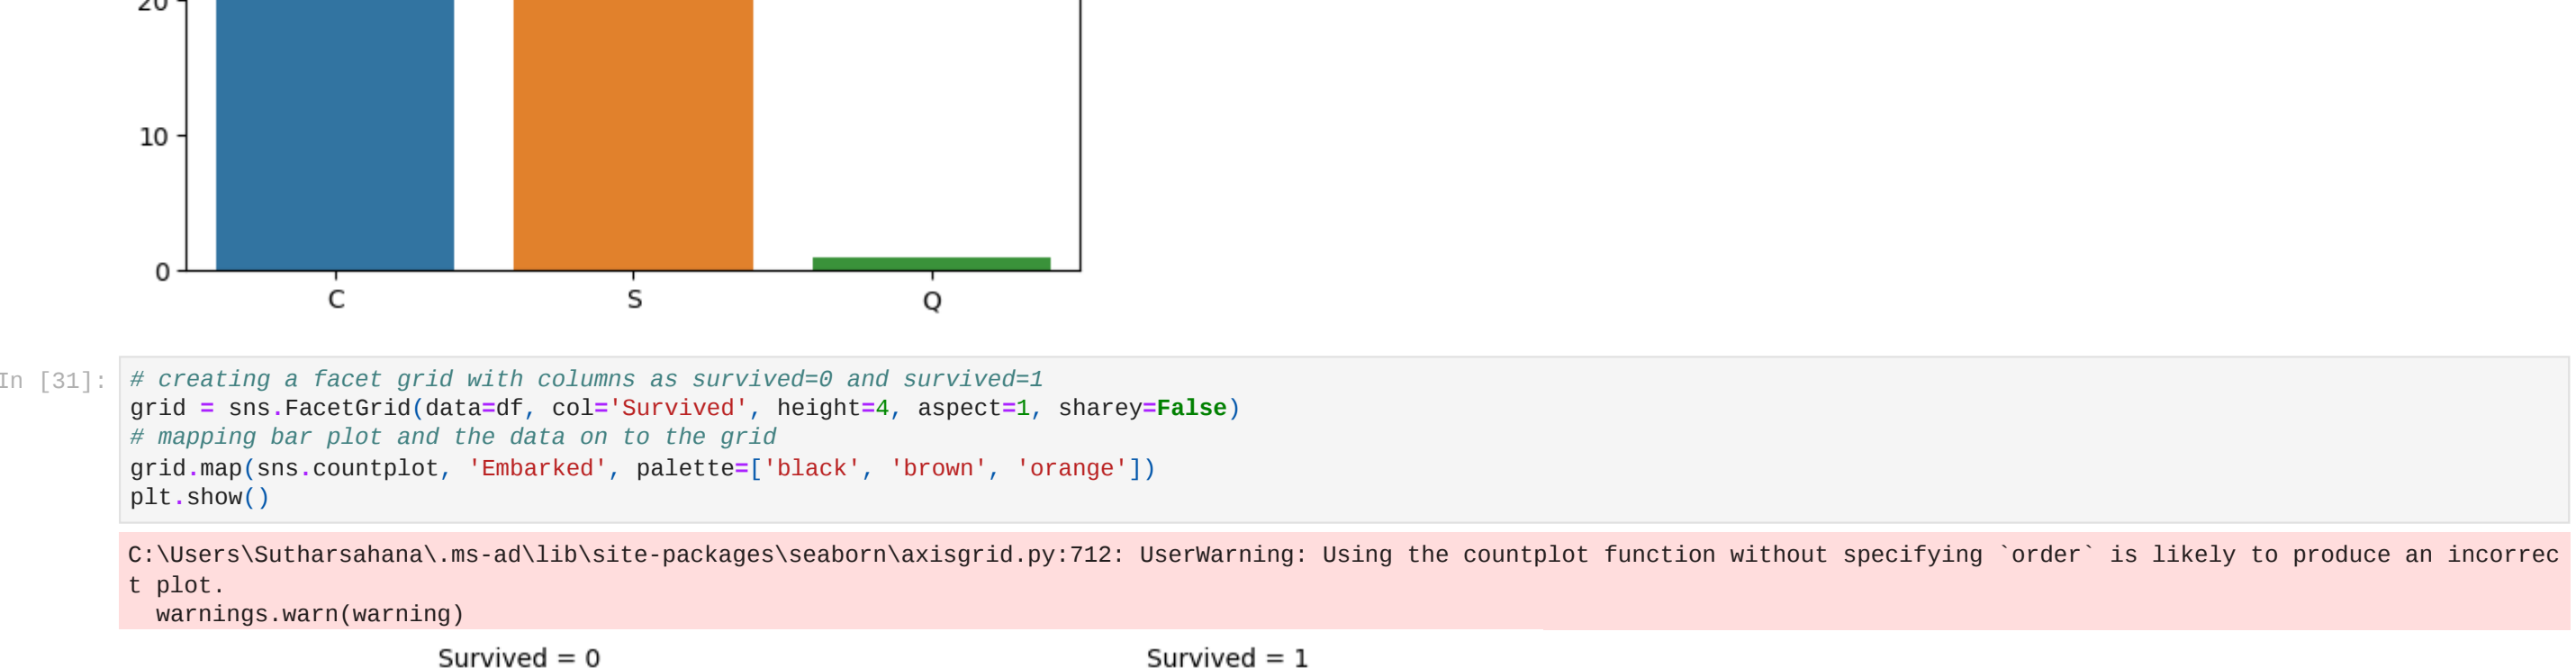 20
10
0
C S Q
In [31]:
# creating a facet grid with columns as survived=0 and survived=1
grid = sns.FacetGrid(data=df, col='Survived', height=4, aspect=1, sharey=False)
# mapping bar plot and the data on to the grid
grid.map(sns.countplot, 'Embarked', palette=['black', 'brown', 'orange'])
plt.show()
C:\Users\Sutharsahana\.ms-ad\lib\site-packages\seaborn\axisgrid.py:712: UserWarning: Using the countplot function without specifying `order` is likely to produce an incorrec
t plot.
  warnings.warn(warning)
Survived = 0 Survived = 1